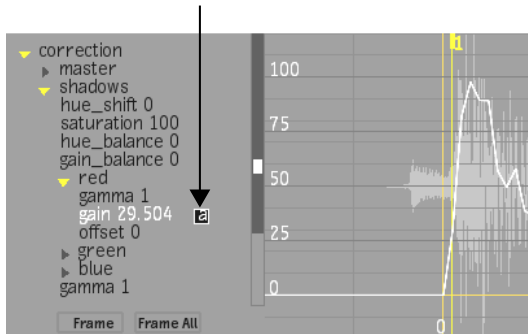 correction
master
shadows
hue_shift 0
saturation 100
hue_balance 0
gain_balance 0
red
gamma 1
gain 29.504 a
offset 0
green
blue
gamma 1
Frame Frame All
1
100
75
50
25
0
0